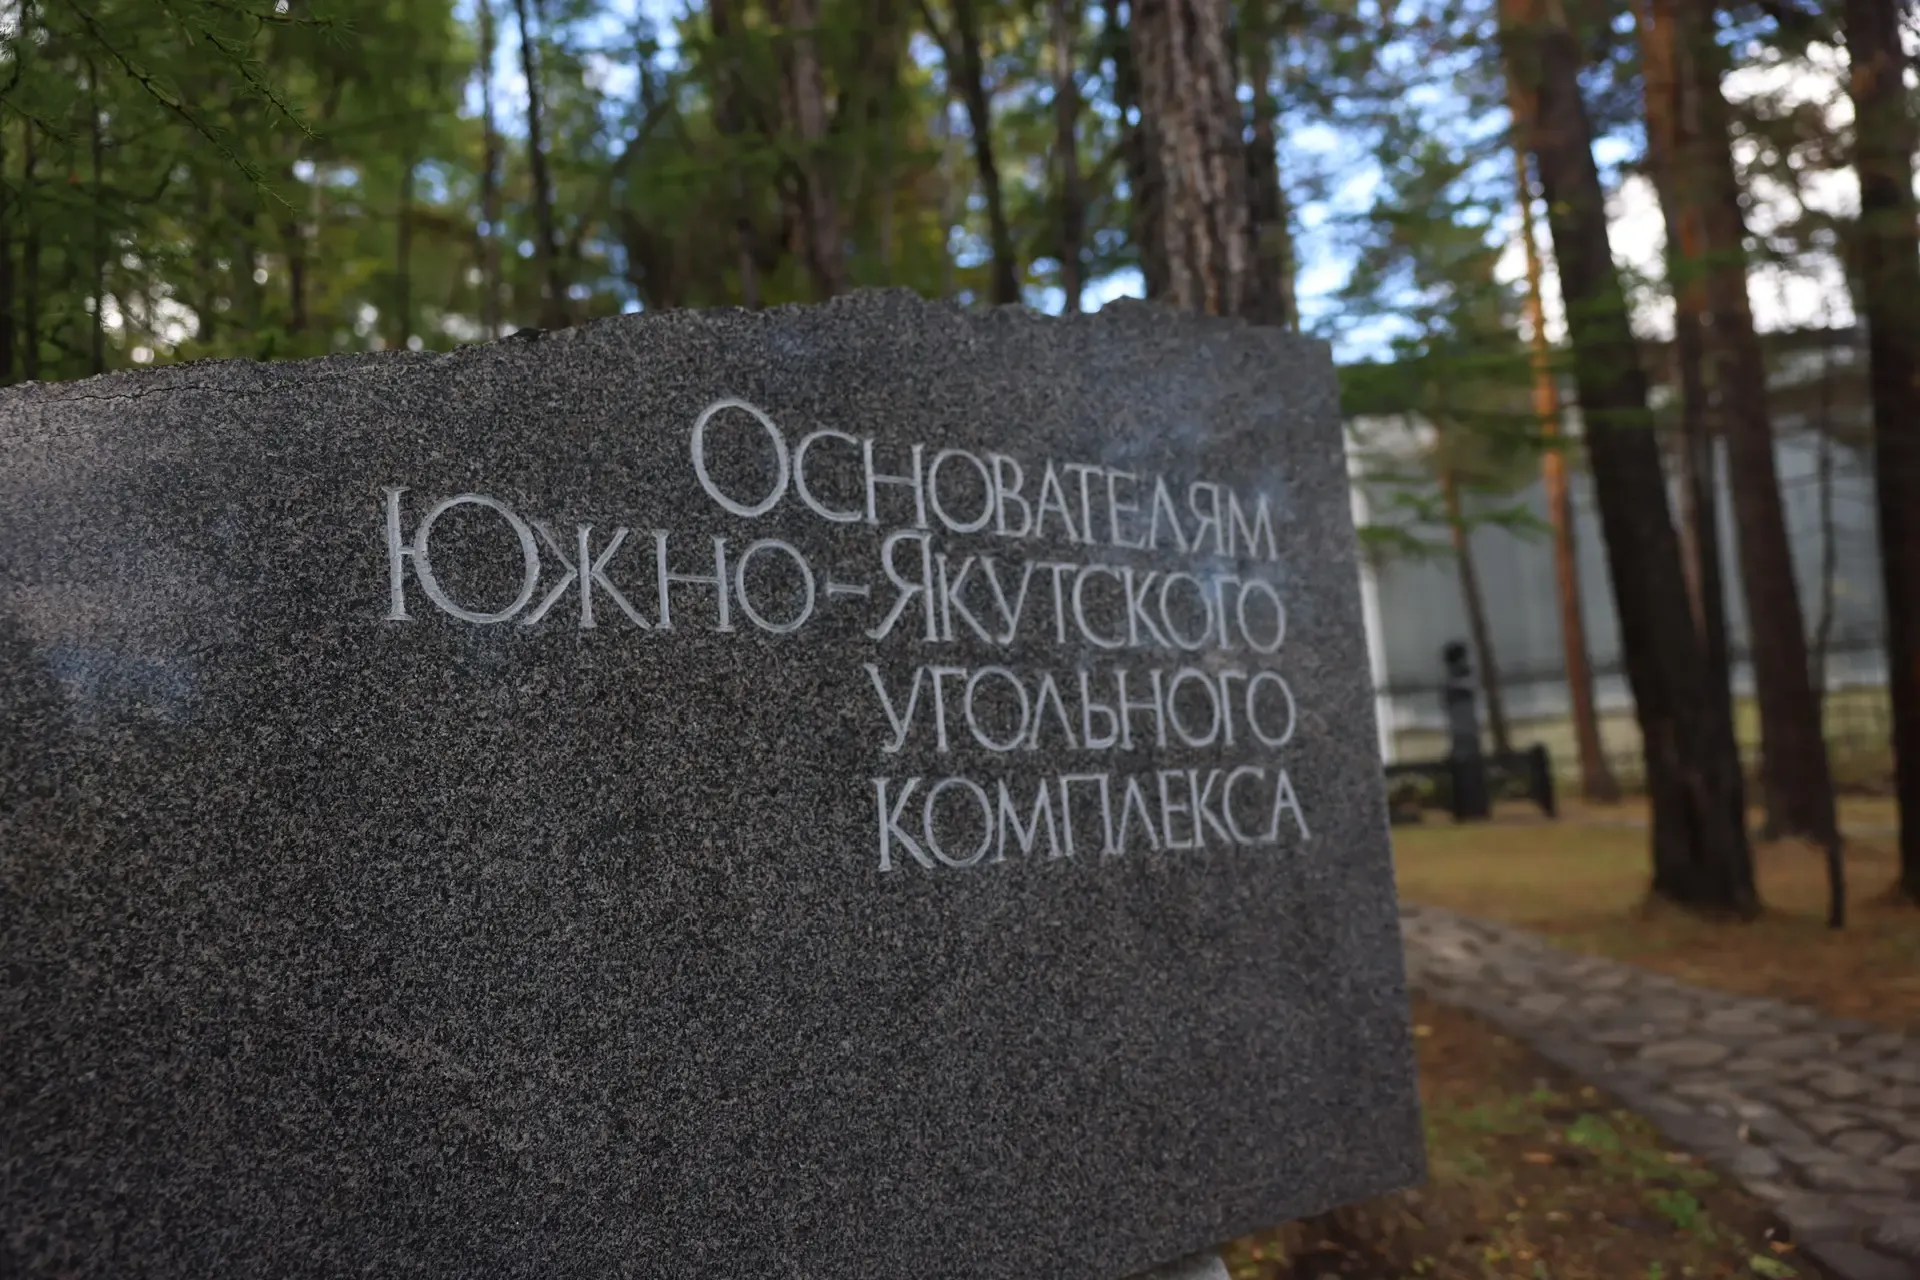 Основателям
Южно-Якутского
угольного
комплекса